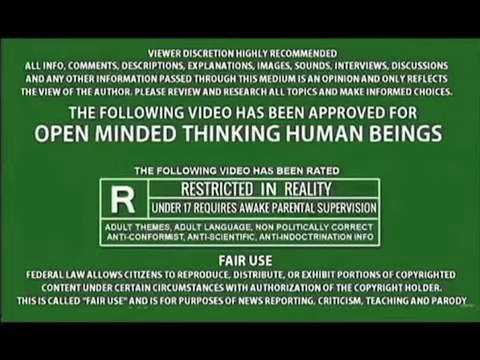 VIEWER DISCRETION HIGHLY RECOMMENDED
ALL INFO, COMMENTS, DESCRIPTIONS, EXPLANATIONS, IMAGES, SOUNDS, INTERVIEWS, DISCUSSIONS
AND ANY OTHER INFORMATION PASSED THROUGH THIS MEDIUM IS AN OPINION AND ONLY REFLECTS
THE VIEW OF THE AUTHOR. PLEASE REVIEW AND RESEARCH ALL TOPICS AND MAKE INFORMED CHOICES.
THE FOLLOWING VIDEO HAS BEEN APPROVED FOR
OPEN MINDED THINKING HUMAN BEINGS
THE FOLLOWING VIDEO HAS BEEN RATED
R
RESTRICTED IN REALITY
UNDER 17 REQUIRES AWAKE PARENTAL SUPERVISION
ADULT THEMES, ADULT LANGUAGE, NON POLITICALLY CORRECT
ANTI-CONFORMIST, ANTI-SCIENTIFIC, ANTI-INDOCTRINATION INFO
FAIR USE
FEDERAL LAW ALLOWS CITIZENS TO REPRODUCE, DISTRIBUTE, OR EXHIBIT PORTIONS OF COPYRIGHTED
CONTENT UNDER CERTAIN CIRCUMSTANCES WITH AUTHORIZATION OF THE COPYRIGHT HOLDER.
THIS IS CALLED "FAIR USE" AND IS FOR PURPOSES OF NEWS REPORTING, CRITICISM, TEACHING AND PARODY